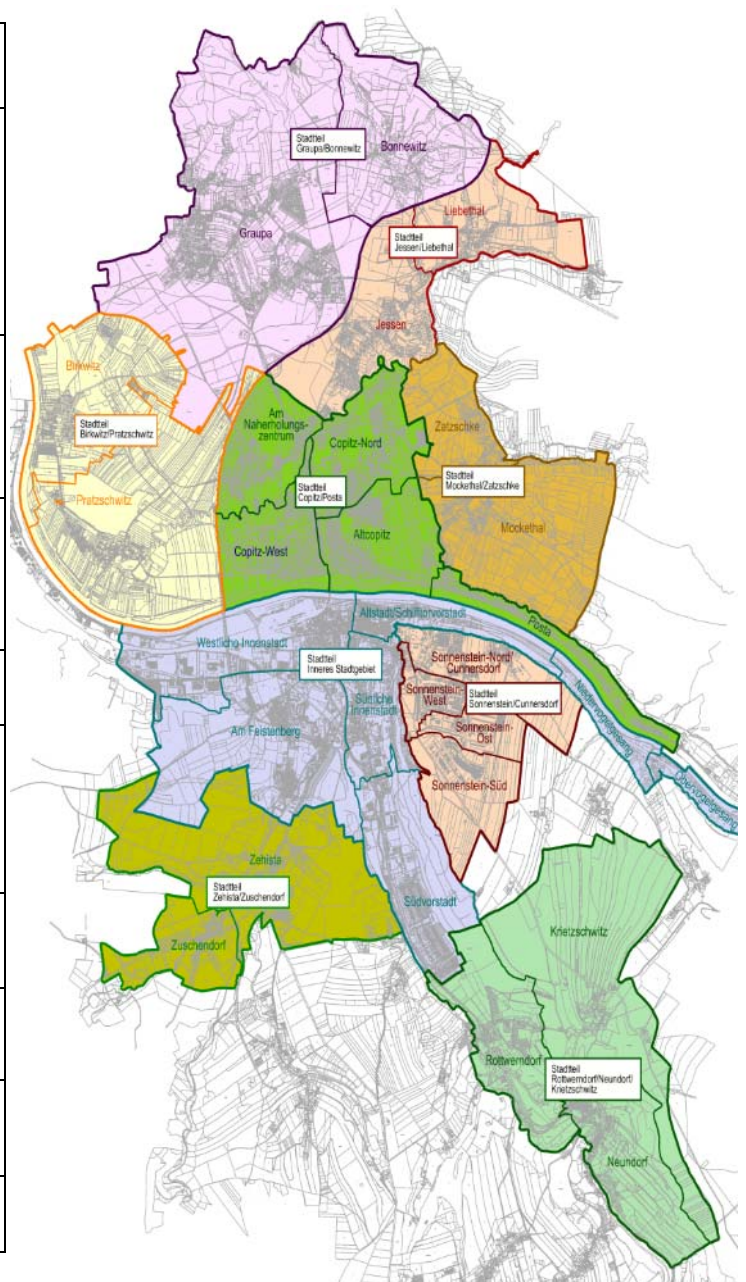 Stadtteil
Graupa/Bonnewitz
Bonnewitz
Graupa
Liebethal
Stadtteil
Jessen/Liebethal
Jessen
Birkwitz
Stadtteil
Birkwitz/Pratzschwitz
Pratzschwitz
Am
Naherholungs-
zentrum
Copitz-Nord
Zatzschke
Stadtteil
Mockethal/Zatzschke
Stadtteil
Copitz/Posta
Mockethal
Copitz-West
Altcopitz
Posta
Altstadt/Schifftorvorstadt
Westliche Innenstadt
Stadtteil
Inneres Stadtgebiet
Sonnenstein-Nord/
Cunnersdorf
Sonnenstein-
West
Stadtteil
Sonnenstein/Cunnersdorf
Südliche
Innenstadt
Sonnenstein-
Ost
Niedervogelgesang
Am Feistenberg
Sonnenstein-Süd
Obervogelgesang
Zehista
Stadtteil
Zehista/Zuschendorf
Südvorstadt
Zuschendorf
Krietzschwitz
Rottwerndorf
Stadtteil
Rottwerndorf/Neundorf/
Krietzschwitz
Neundorf